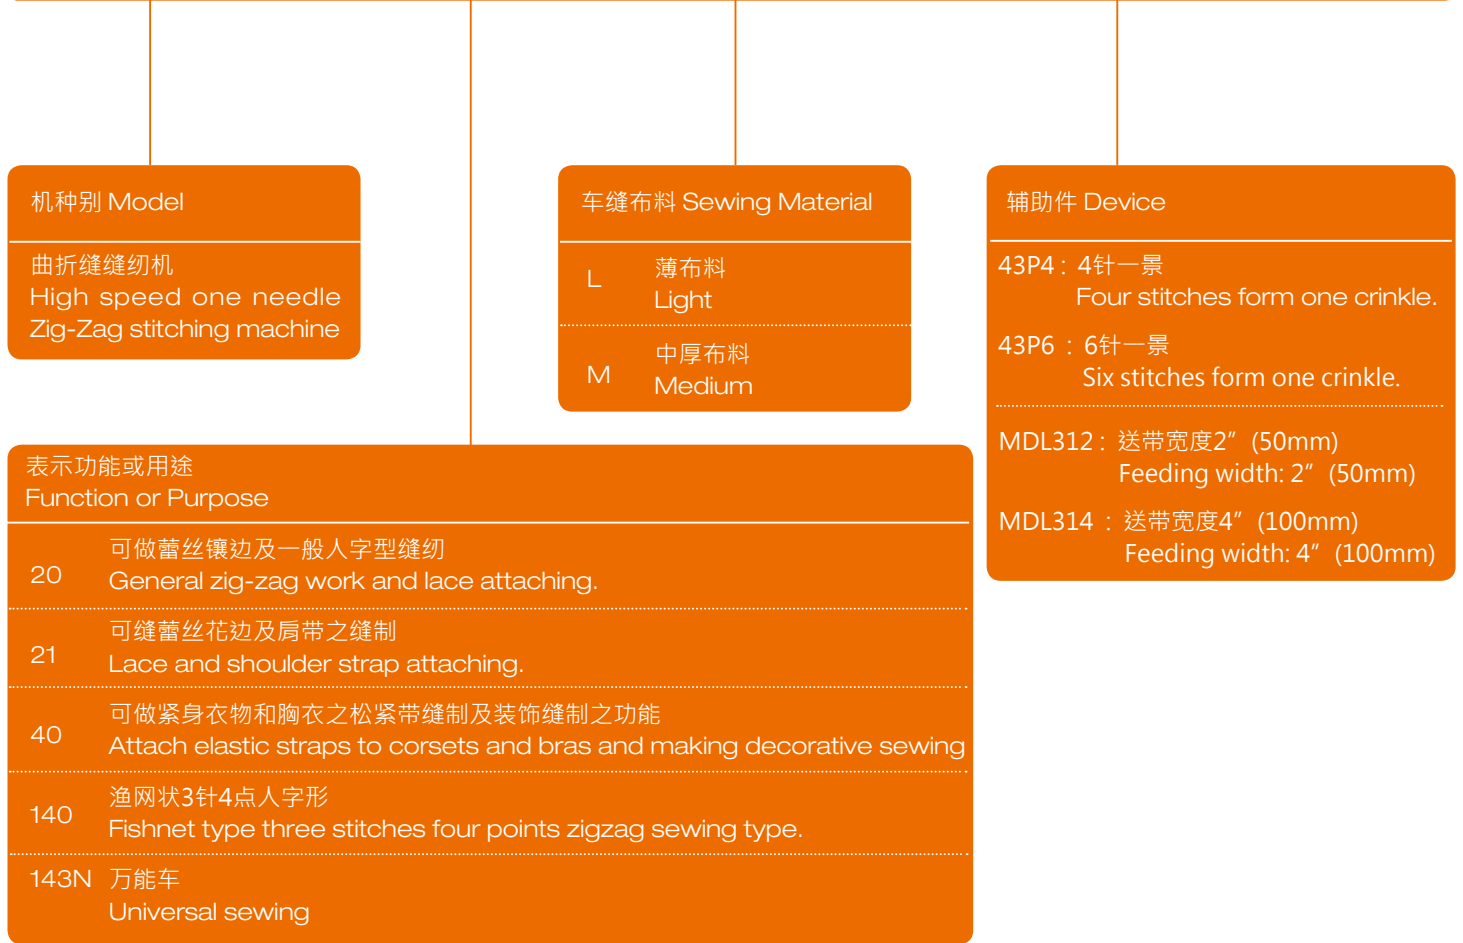 机种别 Model
曲折缝缝纫机
High speed one needle
Zig-Zag stitching machine
表示功能或用途
Function or Purpose
20
可做蕾丝镶边及一般人字型缝纫
General zig-zag work and lace attaching.
21
可缝蕾丝花边及肩带之缝制
Lace and shoulder strap attaching.
40
可做紧身衣物和胸衣之松紧带缝制及装饰缝制之功能
Attach elastic straps to corsets and bras and making decorative sewing
140
渔网状3针4点人字形
Fishnet type three stitches four points zigzag sewing type.
143N 万能车
Universal sewing
车缝布料 Sewing Material
L
薄布料
Light
M
中厚布料
Medium
辅助件 Device
43P4 : 4针一景
Four stitches form one crinkle.
43P6 : 6针一景
Six stitches form one crinkle.
MDL312 : 送带宽度2" (50mm)
Feeding width: 2" (50mm)
MDL314 : 送带宽度4" (100mm)
Feeding width: 4" (100mm)